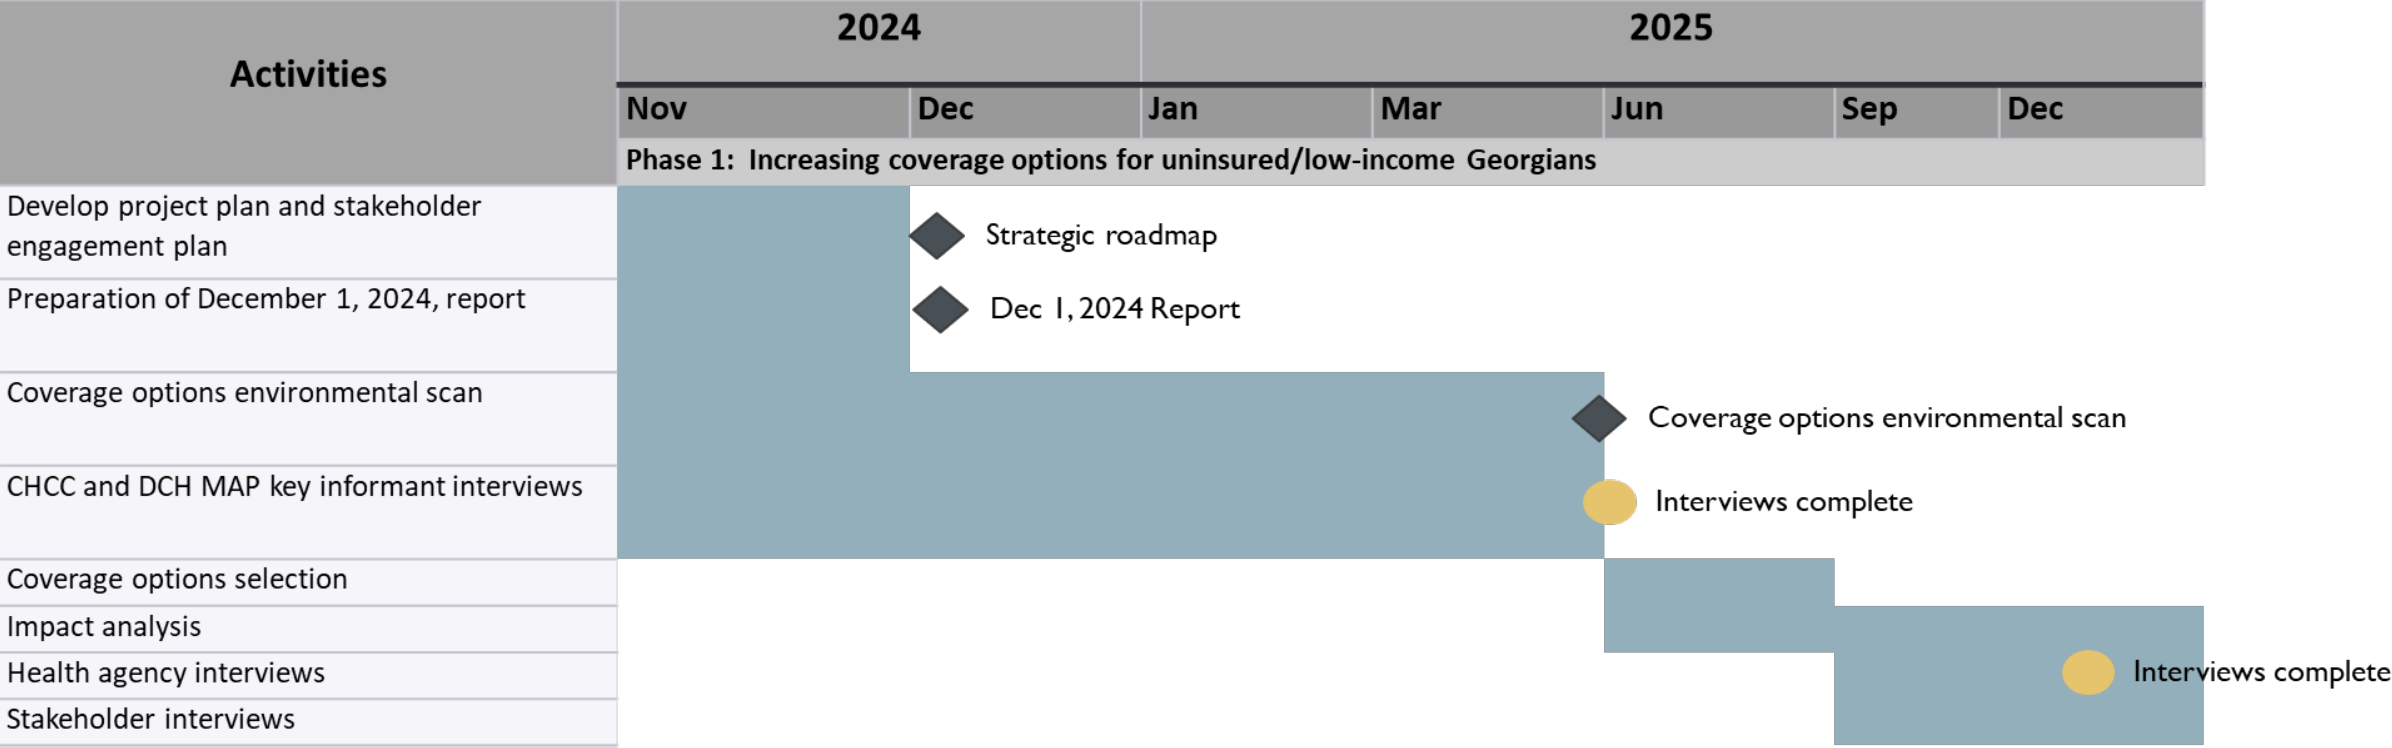 Activities
2024
2025
Nov
Dec
Jan
Mar
Jun
Sep
Dec
Phase 1:  Increasing coverage options for uninsured/low-income Georgians
Develop project plan and stakeholder
engagement plan
Strategic roadmap
Preparation of December 1, 2024, report
Dec 1, 2024 Report
Coverage options environmental scan
Coverage options environmental scan
CHCC and DCH MAP key informant interviews
Interviews complete
Coverage options selection
Impact analysis
Health agency interviews
Interviews complete
Stakeholder interviews